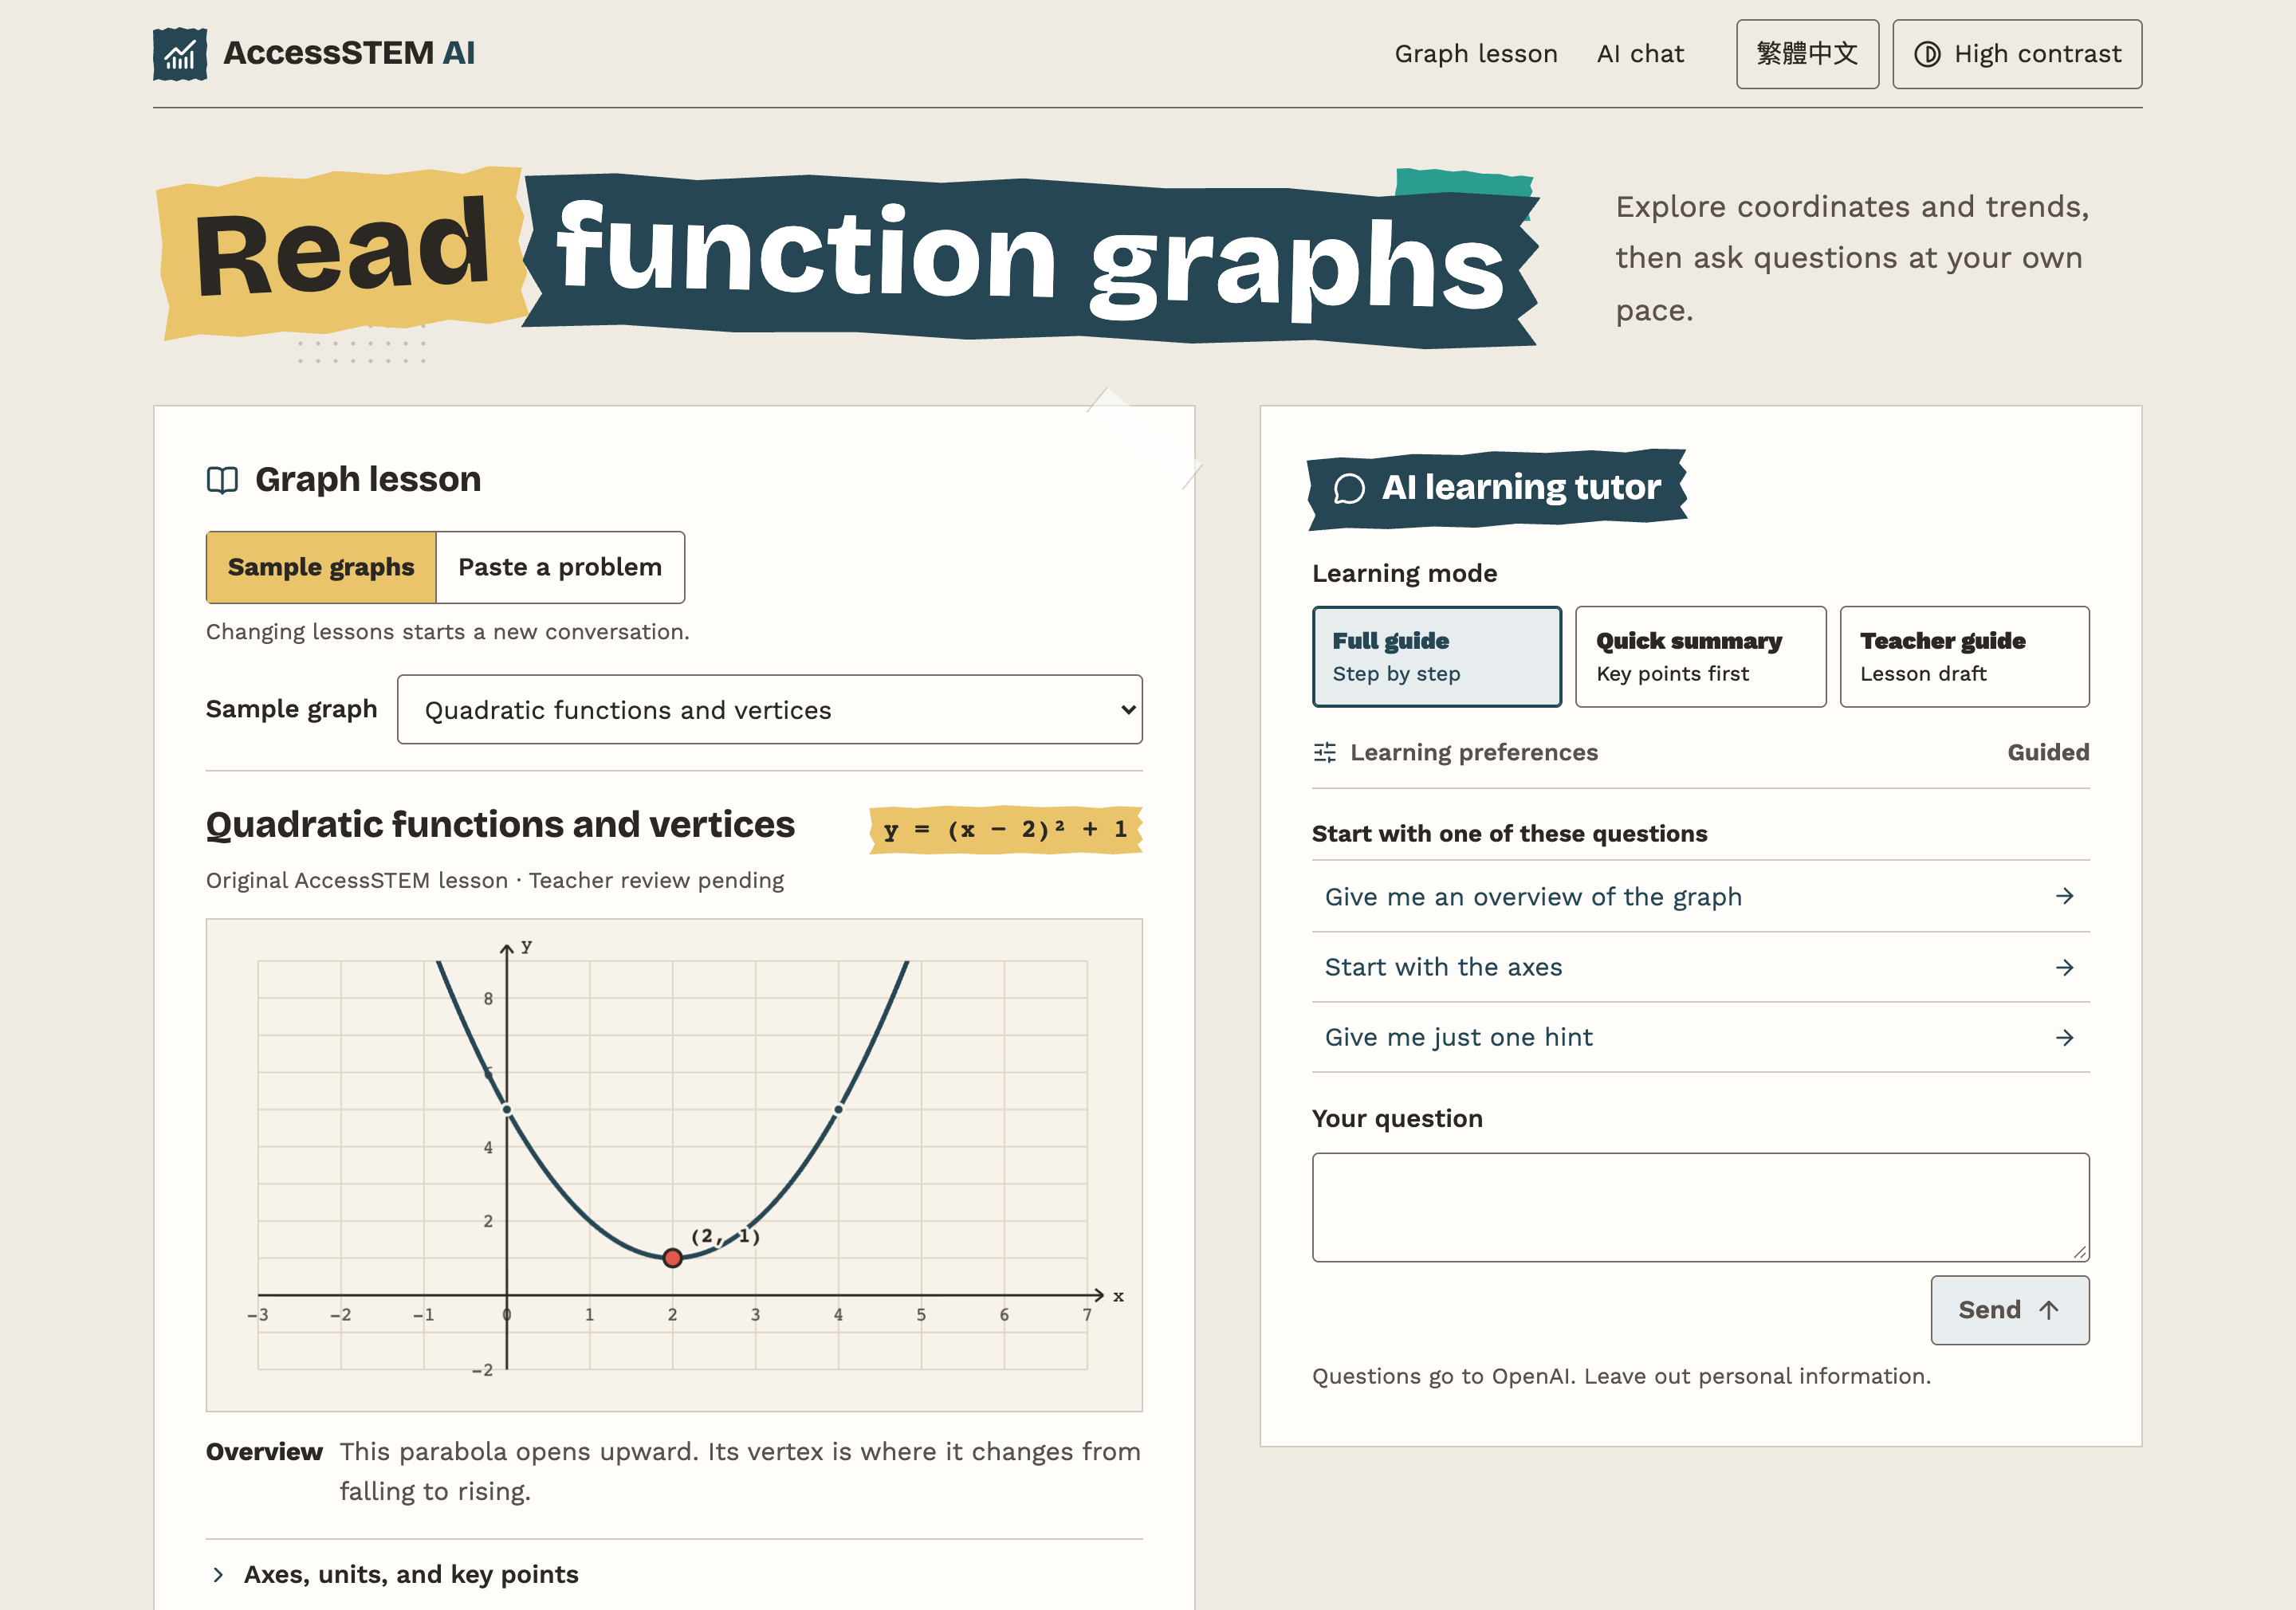 AccessSTEM AI
Graph lesson
AI chat
繁體中文
High contrast
Read function graphs
Explore coordinates and trends,
then ask questions at your own
pace.
Graph lesson
Sample graphs
Paste a problem
Changing lessons starts a new conversation.
Sample graph
Quadratic functions and vertices
Quadratic functions and vertices
y = (x − 2)² + 1
Original AccessSTEM lesson · Teacher review pending
y
8
6
4
2
(2, 1)
x
−3 −2 −1 0 1 2 3 4 5 6 7
−2
Overview This parabola opens upward. Its vertex is where it changes from
falling to rising.
Axes, units, and key points
AI learning tutor
Learning mode
Full guide
Step by step
Quick summary
Key points first
Teacher guide
Lesson draft
Learning preferences
Guided
Start with one of these questions
Give me an overview of the graph
Start with the axes
Give me just one hint
Your question
Send
Questions go to OpenAI. Leave out personal information.